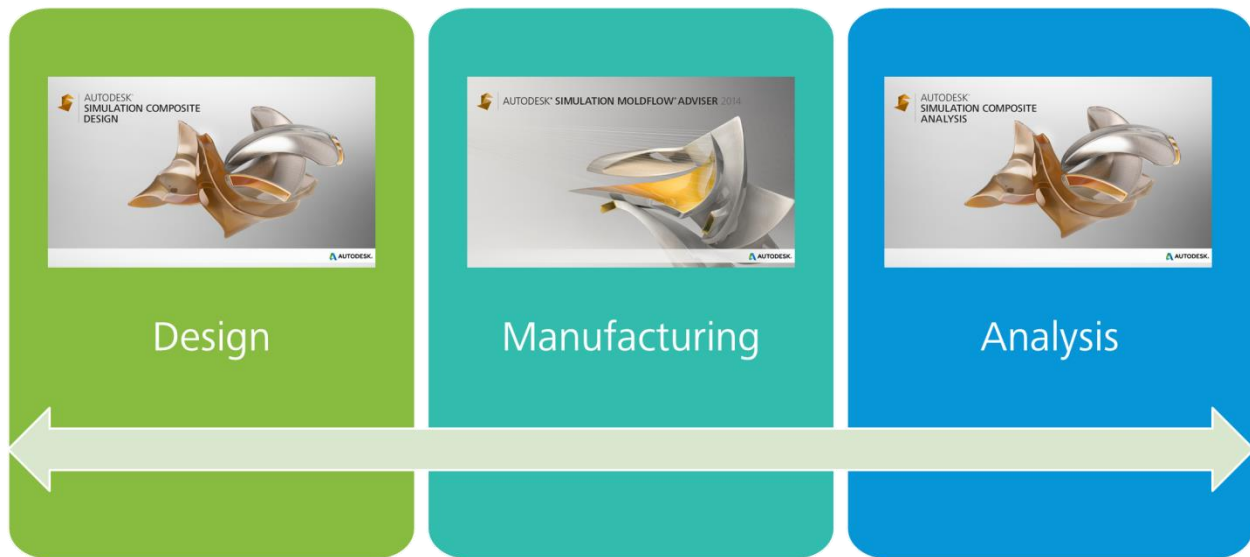 AUTODESK®
SIMULATION COMPOSITE
DESIGN
AUTODESK.
Design
AUTODESK® SIMULATION MOLDFLOW® ADVISER 2014
AUTODESK.
Manufacturing
AUTODESK®
SIMULATION COMPOSITE
ANALYSIS
AUTODESK.
Analysis